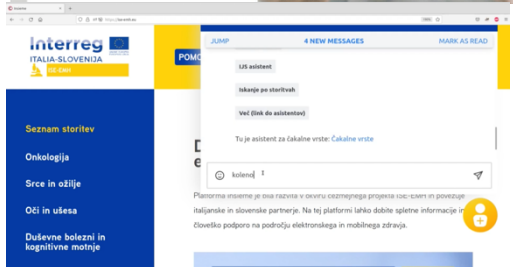 Interreg
ITALIA-SLOVENIJA
ISE-EMH
POMO
JUMP
4 NEW MESSAGES
MARK AS READ
IJS asistent
Iskanje po storitvah
Več (link do asistentov)
Tu je asistent za čakalne vrste: Čakalne vrste
koleno
Seznam storitev
Onkologija
Srce in ožilje
Oči in ušesa
Duševne bolezni in
kognitivne motnje
D
e
Platforma Insieme je bila razvita v okviru čezmejnega projekta ISE-EMH in povezuje
italijanske in slovenske partnerje. Na tej platformi lahko dobite spletne informacije in
človeško podporo na področju elektronskega in mobilnega zdravja.